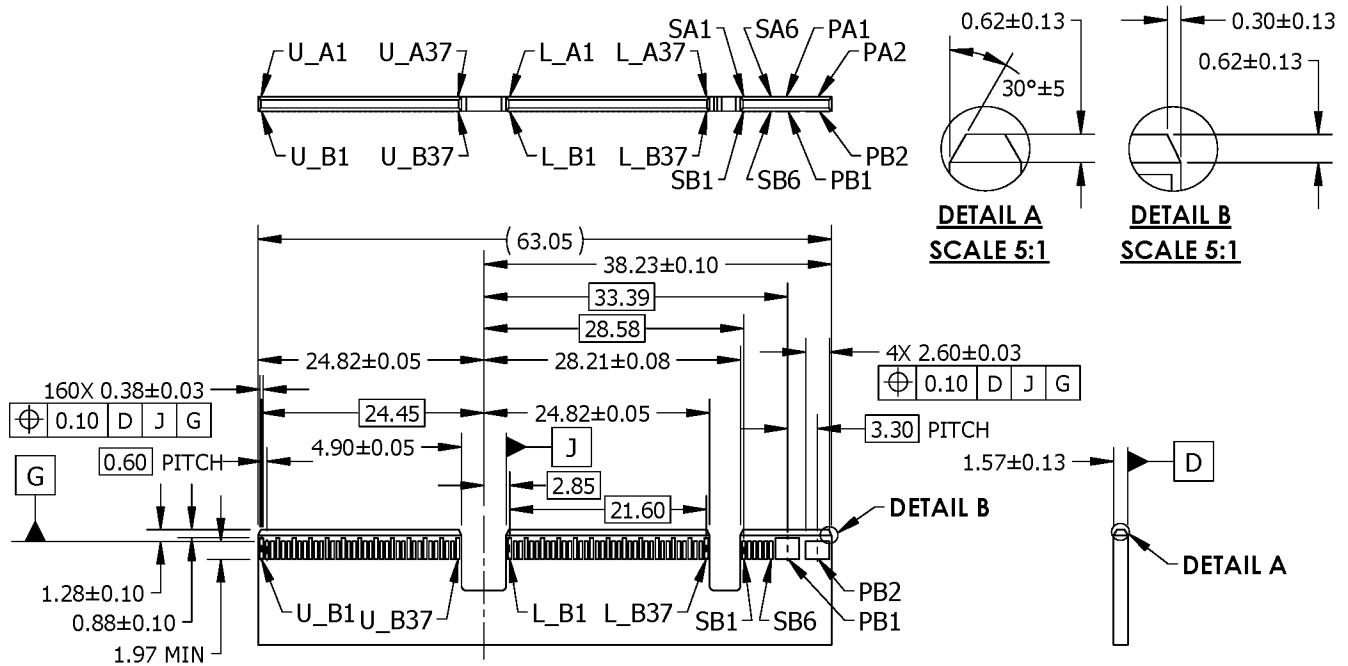 SA1 SA6 PA1
U_A1 U_A37 L_A1 L_A37 PA2
U_B1 U_B37 L_B1 L_B37 PB2
SB1 SB6 PB1
0.62±0.13
30°±5
0.30±0.13
0.62±0.13
DETAIL A
SCALE 5:1
DETAIL B
SCALE 5:1
(63.05)
38.23±0.10
33.39
28.58
24.82±0.05
28.21±0.08
4X 2.60±0.03
⌖ 0.10 D J G
160X 0.38±0.03
⌖ 0.10 D J G
24.45
24.82±0.05
3.30 PITCH
4.90±0.05
J
0.60 PITCH
G
2.85
21.60
1.57±0.13
D
DETAIL B
DETAIL A
1.28±0.10
0.88±0.10
1.97 MIN
U_B1 U_B37 L_B1 L_B37 SB1 SB6 PB1
PB2